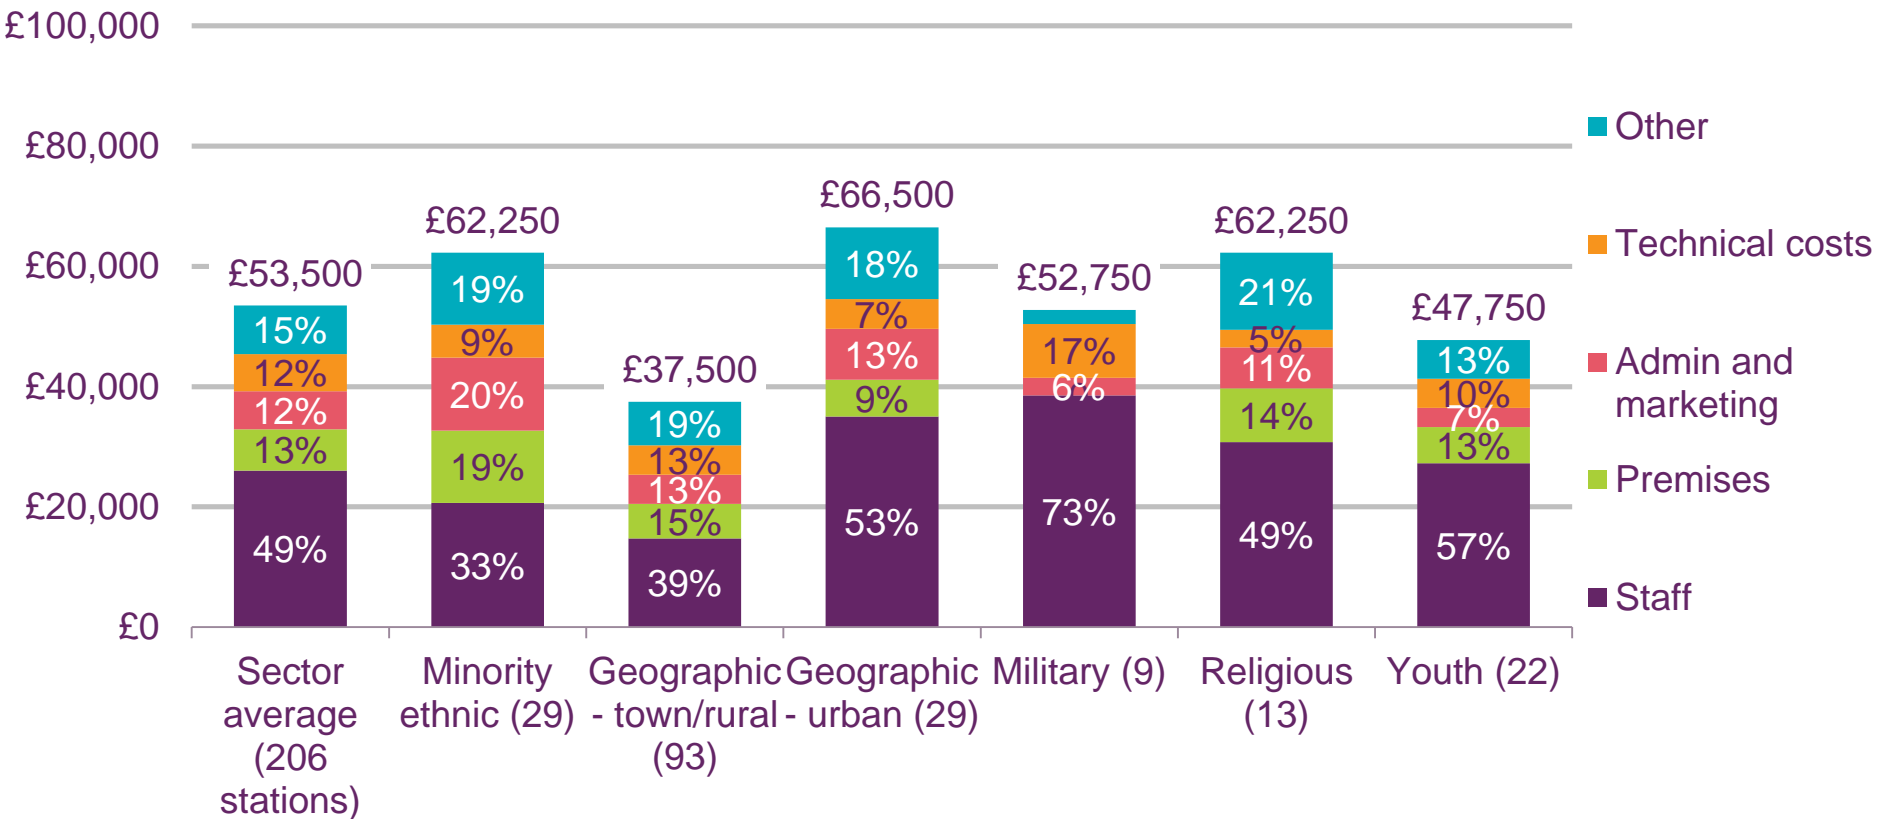 £100,000
£80,000
£60,000
£40,000
£20,000
£0
£53,500
15%
12%
12%
13%
49%
£62,250
19%
9%
20%
19%
33%
£37,500
19%
13%
13%
15%
39%
£66,500
18%
7%
13%
9%
53%
£52,750
17%
6%
73%
£62,250
21%
5%
11%
14%
49%
£47,750
13%
10%
7%
13%
57%
Sector
average
(206
stations)
Minority
ethnic (29)
Geographic
- town/rural
(93)
Geographic
- urban (29)
Military (9)
Religious
(13)
Youth (22)
Other
Technical costs
Admin and
marketing
Premises
Staff